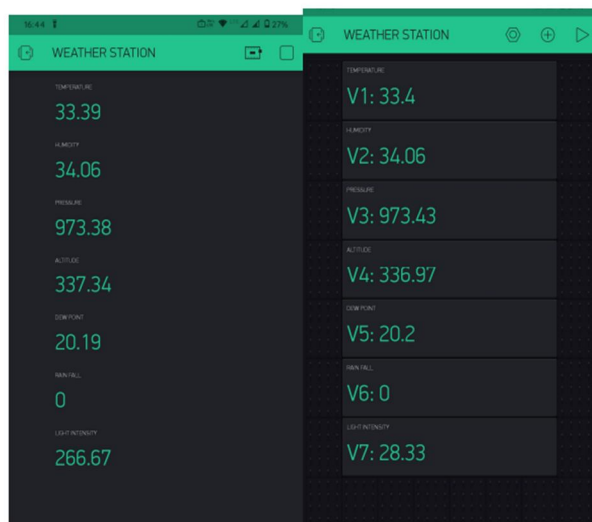 16:44
27%
WEATHER STATION
TEMPERATURE
33.39
HUMIDITY
34.06
PRESSURE
973.38
ALTITUDE
337.34
DEW POINT
20.19
RAIN FALL
0
LIGHT INTENSITY
266.67
WEATHER STATION
TEMPERATURE
V1: 33.4
HUMIDITY
V2: 34.06
PRESSURE
V3: 973.43
ALTITUDE
V4: 336.97
DEW POINT
V5: 20.2
RAIN FALL
V6: 0
LIGHT INTENSITY
V7: 28.33